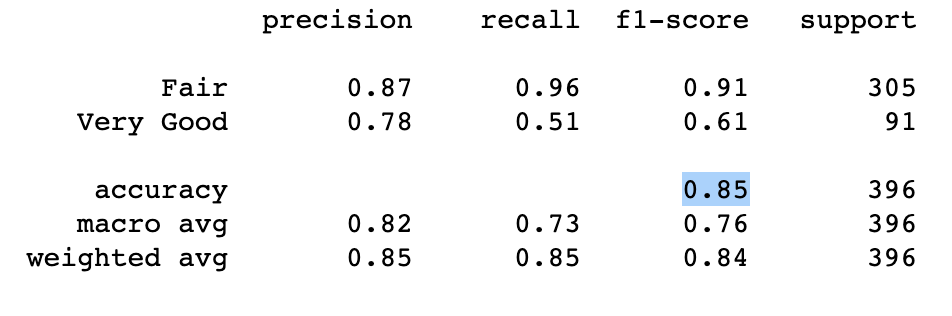 precision recall f1-score support
Fair 0.87 0.96 0.91 305
Very Good 0.78 0.51 0.61 91
accuracy 0.85 396
macro avg 0.82 0.73 0.76 396
weighted avg 0.85 0.85 0.84 396